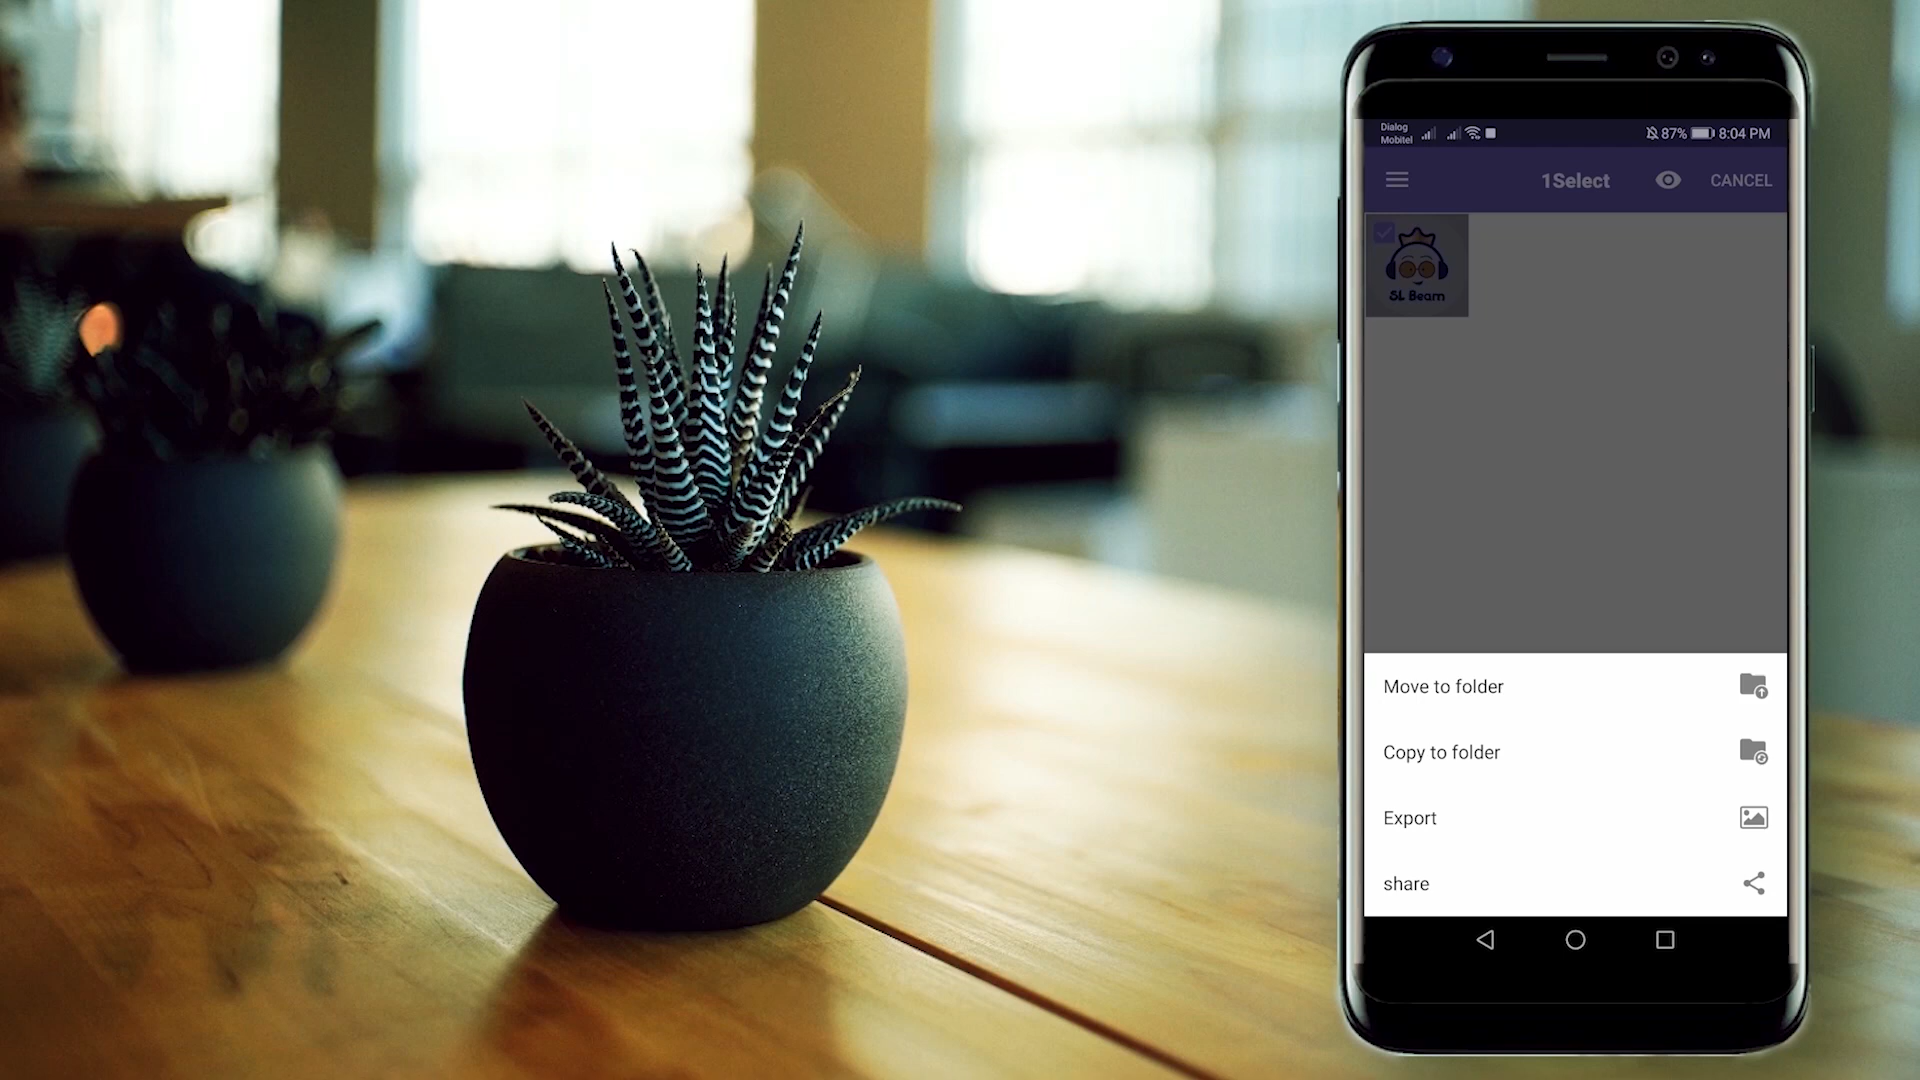 Dialog
Mobitel
87% 8:04 PM
1Select
CANCEL
SL Beam
Move to folder
Copy to folder
Export
share